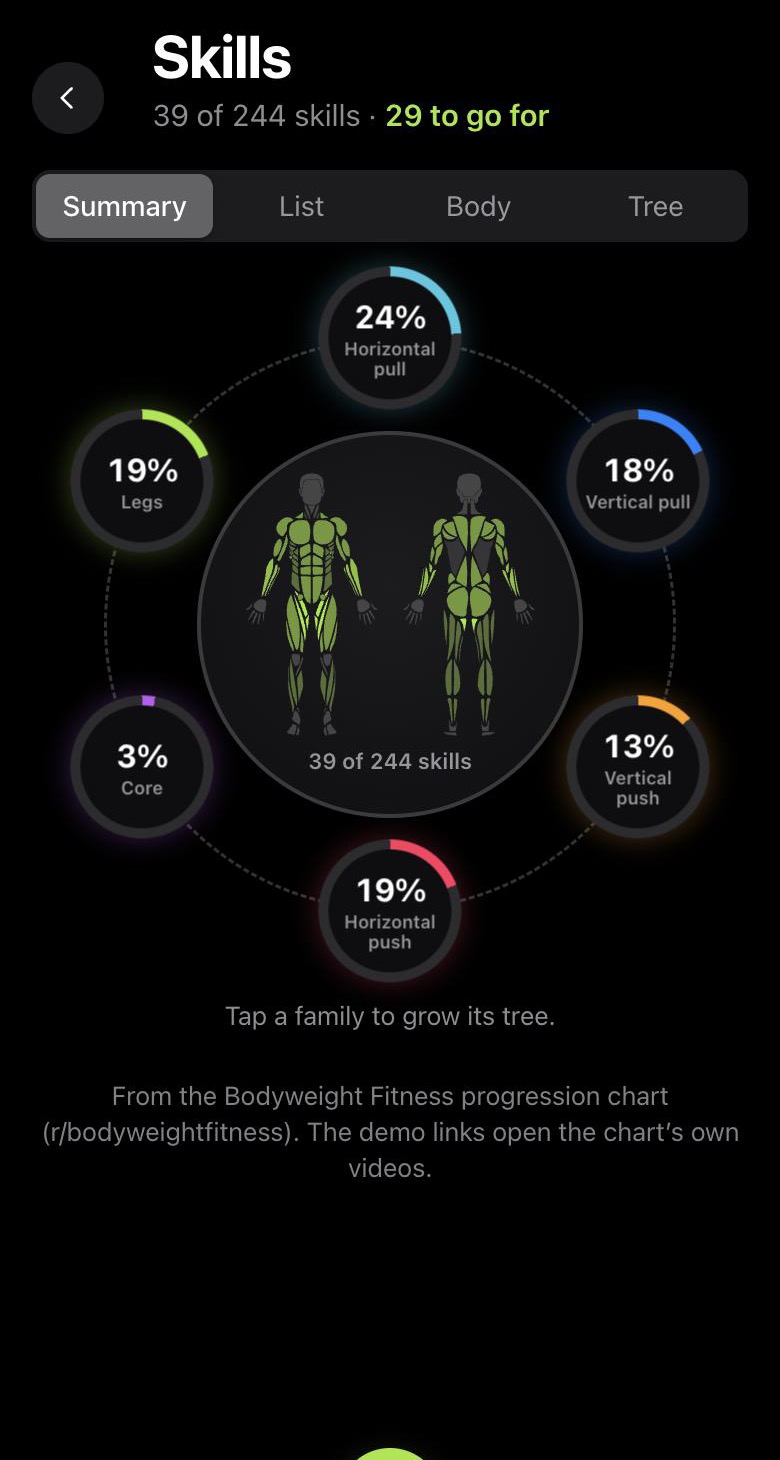 Skills
39 of 244 skills · 29 to go for
Summary
List
Body
Tree
24%
Horizontal
pull
19%
Legs
18%
Vertical pull
3%
Core
39 of 244 skills
13%
Vertical
push
19%
Horizontal
push
Tap a family to grow its tree.
From the Bodyweight Fitness progression chart
(r/bodyweightfitness). The demo links open the chart’s own
videos.